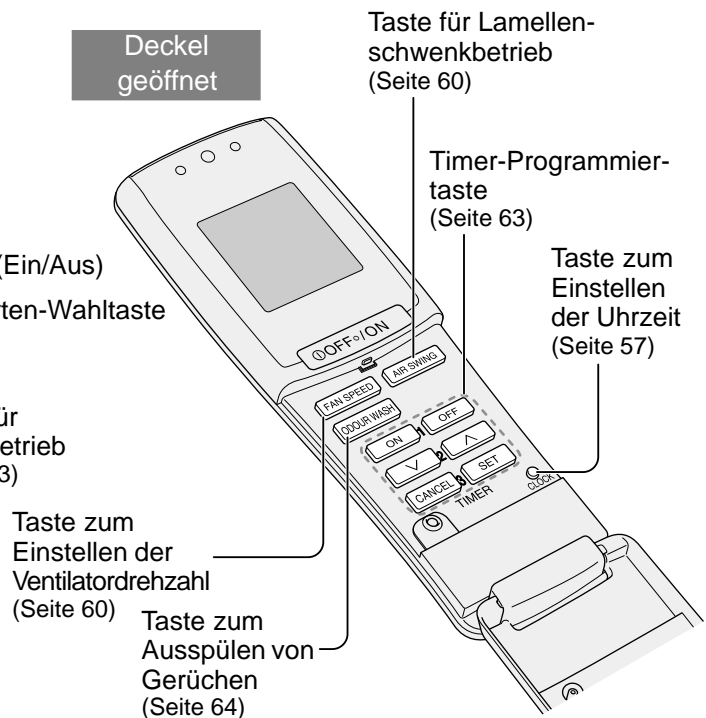 Deckel
geöffnet
Taste für Lamellen-
schwenkbetrieb
(Seite 60)
Timer-Programmier-
taste
(Seite 63)
Taste zum
Einstellen
der Uhrzeit
(Seite 57)
(Ein/Aus)
ten-Wahltaste
ür
etrieb
3)
OFF/ON
AIR SWING
FAN SPEED
ODOUR WASH
ON 1 OFF
2
CANCEL 3 SET
TIMER
CLOCK
Taste zum
Einstellen der
Ventilatordrehzahl
(Seite 60)
Taste zum
Ausspülen von
Gerüchen
(Seite 64)